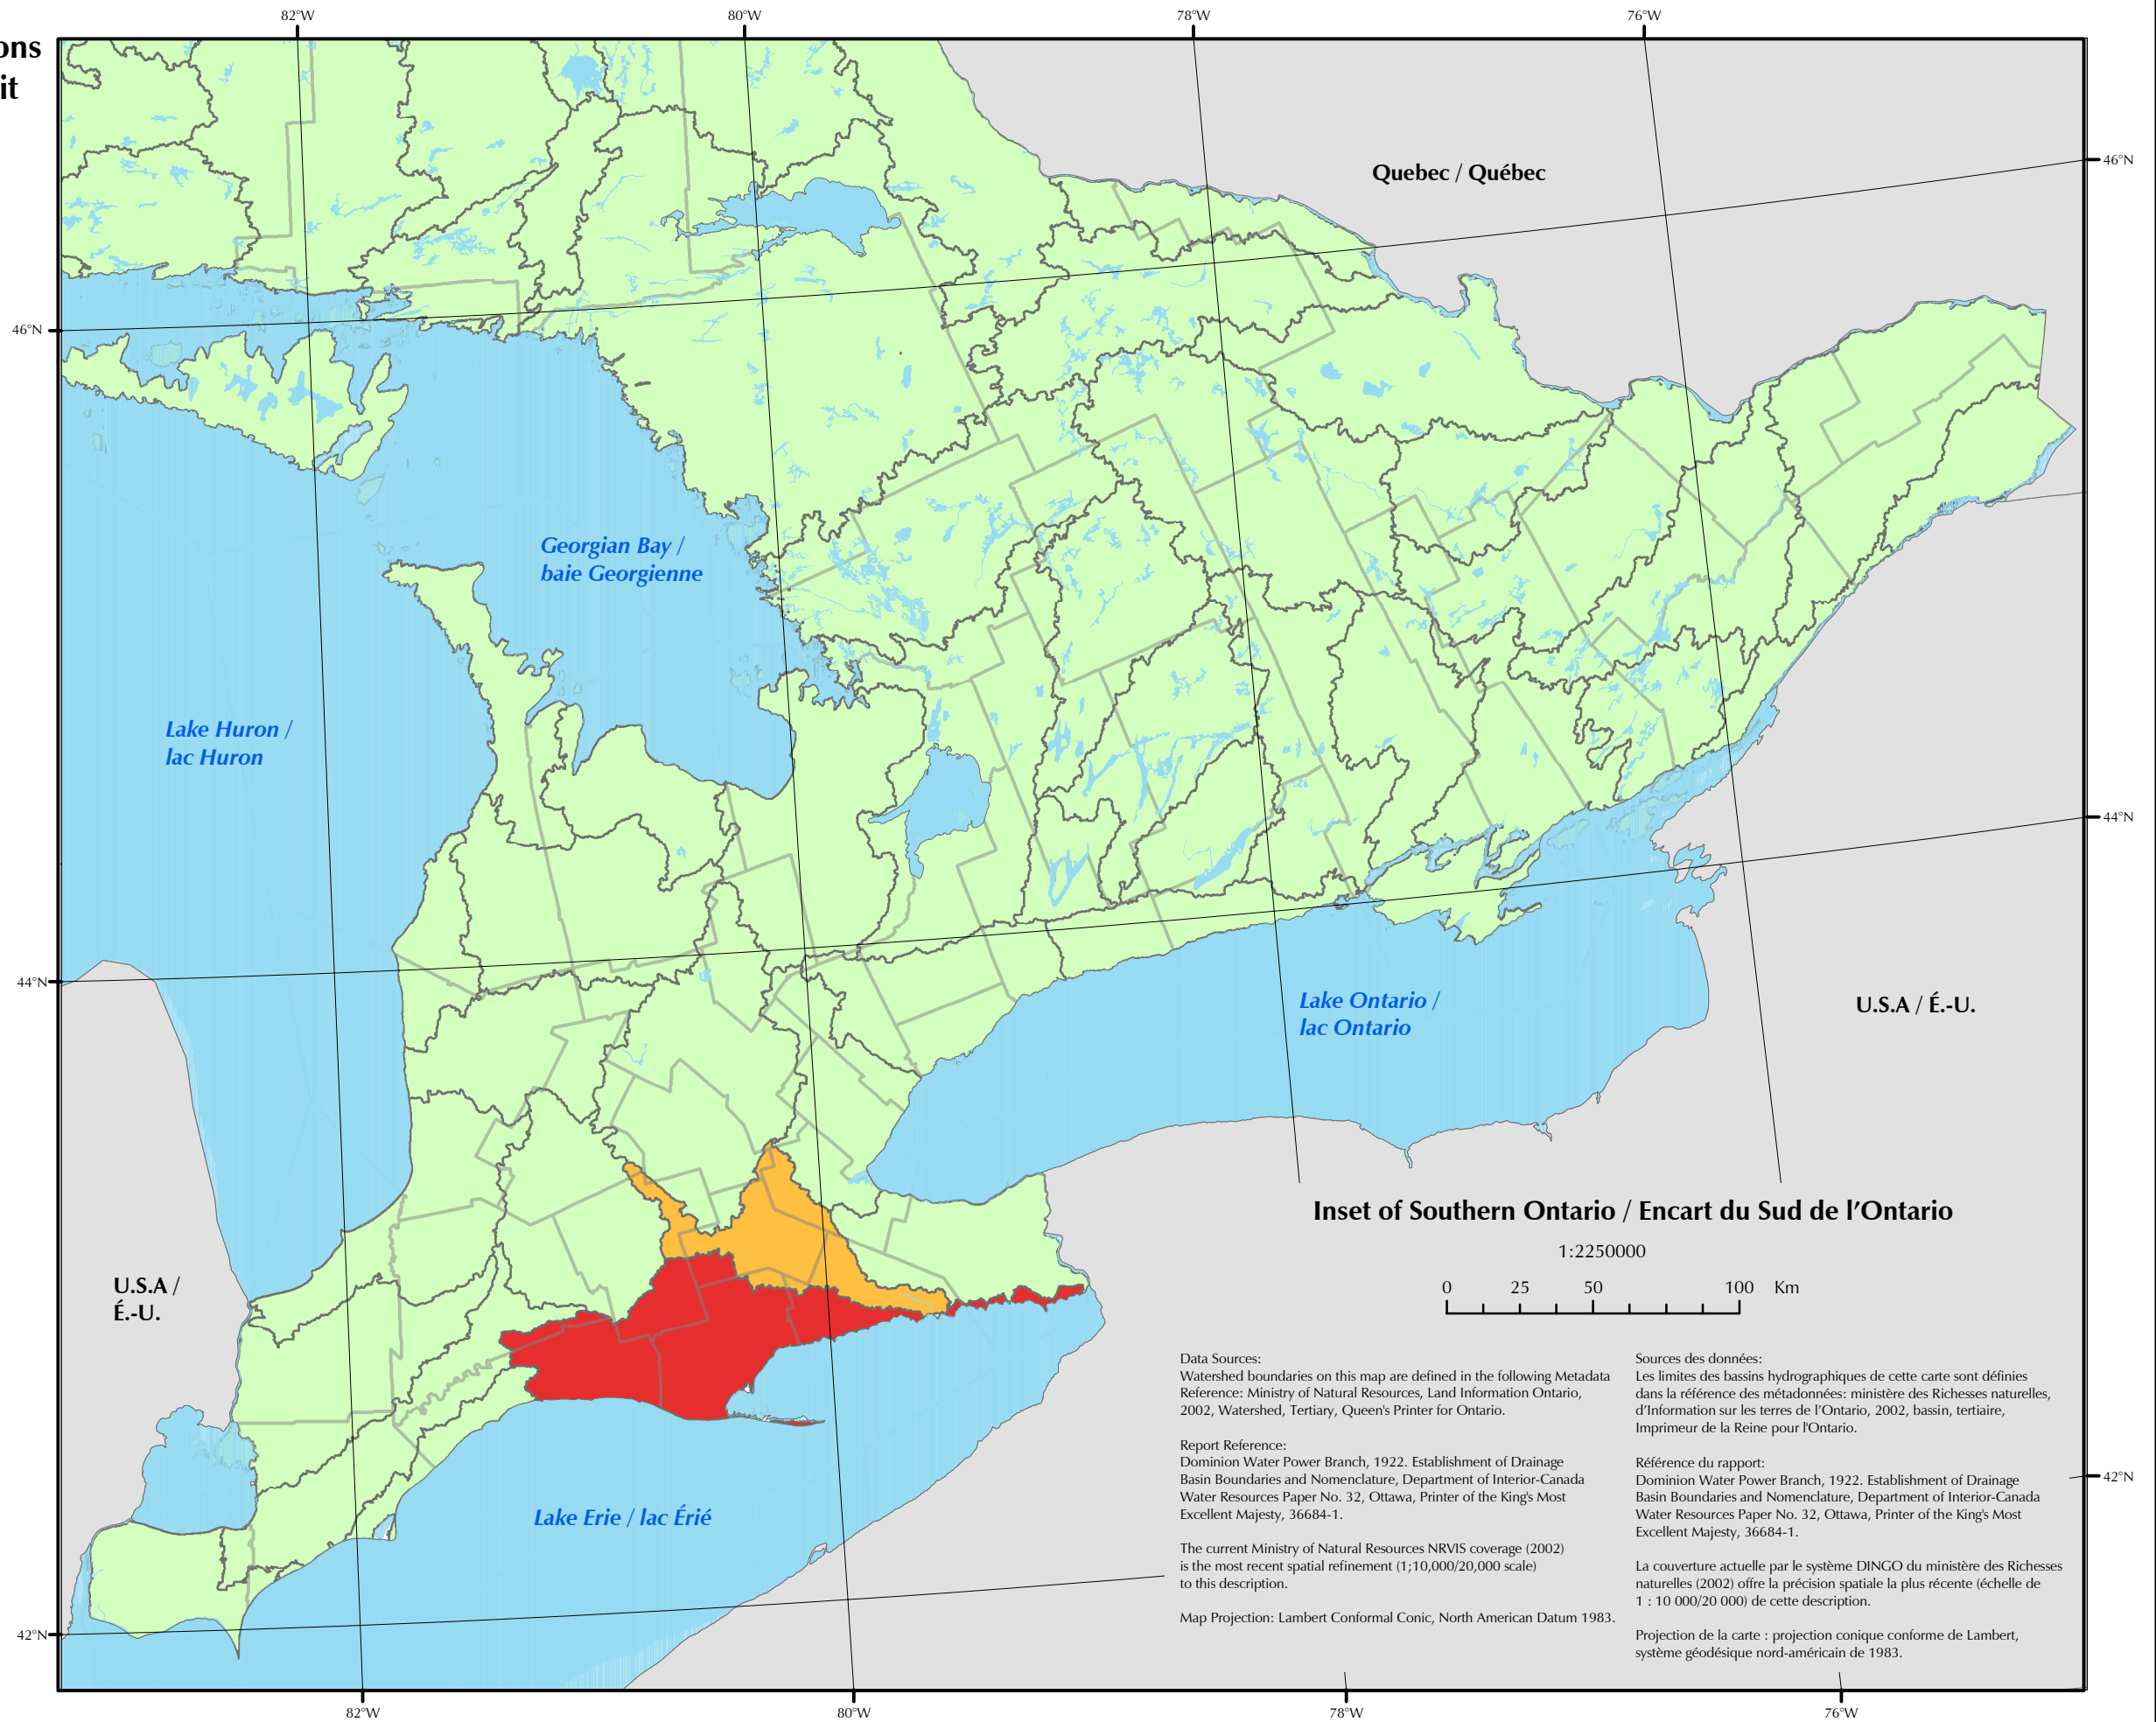 82°W
80°W
78°W
76°W
ons
it
46°N
46°N
Quebec / Québec
Georgian Bay /
baie Georgienne
Lake Huron /
lac Huron
44°N
44°N
Lake Ontario /
lac Ontario
U.S.A / É.-U.
Inset of Southern Ontario / Encart du Sud de l’Ontario
1:2250000
0 25 50 100 Km
U.S.A /
É.-U.
Lake Erie / lac Érié
Data Sources:
Watershed boundaries on this map are defined in the following Metadata
Reference: Ministry of Natural Resources, Land Information Ontario,
2002, Watershed, Tertiary, Queen's Printer for Ontario.
Report Reference:
Dominion Water Power Branch, 1922. Establishment of Drainage
Basin Boundaries and Nomenclature, Department of Interior-Canada
Water Resources Paper No. 32, Ottawa, Printer of the King's Most
Excellent Majesty, 36684-1.
The current Ministry of Natural Resources NRVIS coverage (2002)
is the most recent spatial refinement (1;10,000/20,000 scale)
to this description.
Map Projection: Lambert Conformal Conic, North American Datum 1983.
Sources des données:
Les limites des bassins hydrographiques de cette carte sont définies
dans la référence des métadonnées: ministère des Richesses naturelles,
d’Information sur les terres de l’Ontario, 2002, bassin, tertiaire,
Imprimeur de la Reine pour l'Ontario.
Référence du rapport:
Dominion Water Power Branch, 1922. Establishment of Drainage
Basin Boundaries and Nomenclature, Department of Interior-Canada
Water Resources Paper No. 32, Ottawa, Printer of the King's Most
Excellent Majesty, 36684-1.
La couverture actuelle par le système DINGO du ministère des Richesses
naturelles (2002) offre la précision spatiale la plus récente (échelle de
1 : 10 000/20 000) de cette description.
Projection de la carte : projection conique conforme de Lambert,
système géodésique nord-américain de 1983.
42°N
42°N
82°W
80°W
78°W
76°W